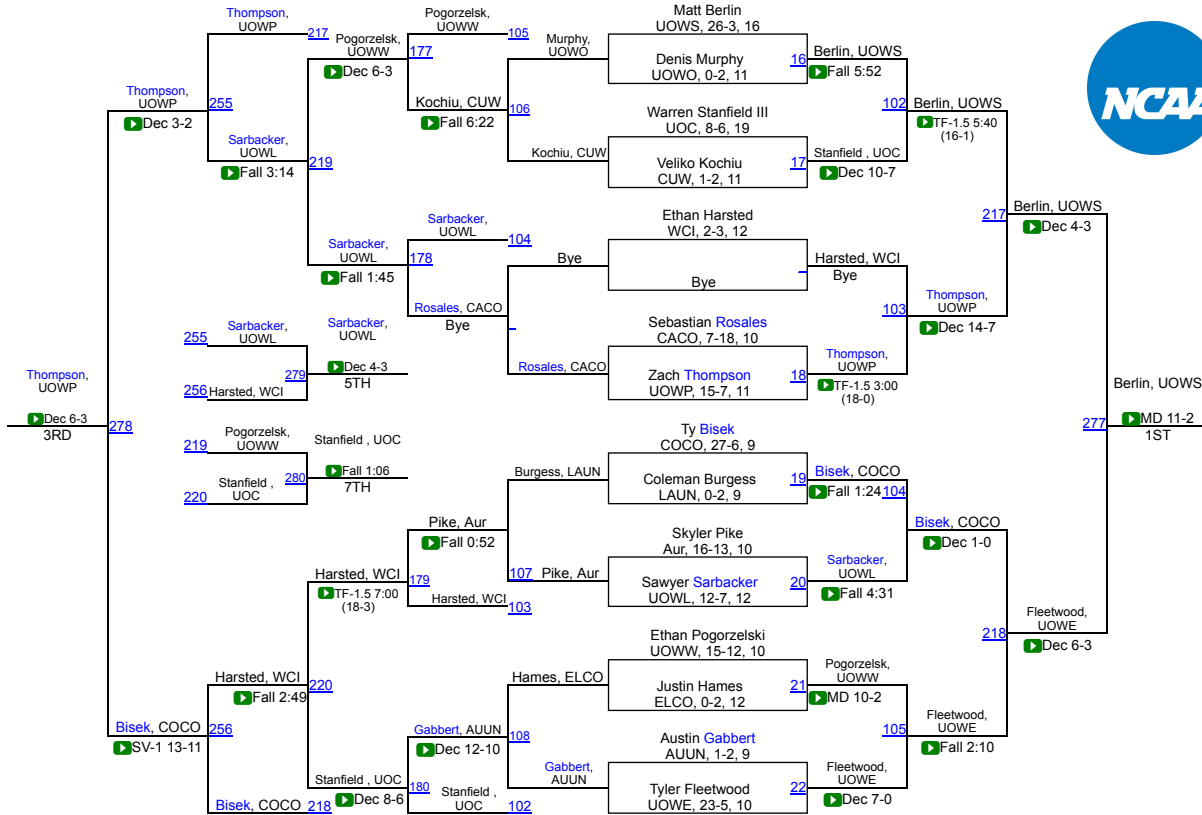 Thompson,
UOWP
217
Pogorzelsk,
UOWW
105
Matt Berlin
UOWS, 26-3, 16
Murphy,
UOWO
Pogorzelsk,
UOWW
177
Dec 6-3
Denis Murphy
UOWO, 0-2, 11
16
Berlin, UOWS
Fall 5:52
NCAA
Thompson,
UOWP
255
Dec 3-2
Kochiu, CUW
106
Fall 6:22
Warren Stanfield III
UOC, 8-6, 19
102
Berlin, UOWS
TF-1.5 5:40
(16-1)
Sarbacker,
UOWL
219
Fall 3:14
Kochiu, CUW
Veliko Kochiu
CUW, 1-2, 11
17
Stanfield , UOC
Dec 10-7
Sarbacker,
UOWL
104
Ethan Harsted
WCI, 2-3, 12
217
Berlin, UOWS
Dec 4-3
Sarbacker,
UOWL
178
Fall 1:45
Bye
Bye
Harsted, WCI
Bye
Rosales, CACO
Bye
103
Thompson,
UOWP
Dec 14-7
Sebastian Rosales
CACO, 7-18, 10
255
Sarbacker,
UOWL
Sarbacker,
UOWL
279
Dec 4-3
5TH
256
Harsted, WCI
Rosales, CACO
Zach Thompson
UOWP, 15-7, 11
18
Thompson,
UOWP
TF-1.5 3:00
(18-0)
Thompson,
UOWP
Dec 6-3
3RD
278
Berlin, UOWS
277
MD 11-2
1ST
219
Pogorzelsk,
UOWW
Stanfield , UOC
280
Fall 1:06
7TH
220
Stanfield ,
UOC
Ty Bisek
COCO, 27-6, 9
Burgess, LAUN
Coleman Burgess
LAUN, 0-2, 9
19
Bisek, COCO
Fall 1:24
104
Pike, Aur
Fall 0:52
Bisek, COCO
Dec 1-0
Skyler Pike
Aur, 16-13, 10
Harsted, WCI
179
TF-1.5 7:00
(18-3)
107
Pike, Aur
Sawyer Sarbacker
UOWL, 12-7, 12
20
Sarbacker,
UOWL
Fall 4:31
Harsted, WCI
103
Fleetwood,
UOWE
218
Dec 6-3
Ethan Pogorzelski
UOWW, 15-12, 10
Harsted, WCI
220
Fall 2:49
Hames, ELCO
Justin Hames
ELCO, 0-2, 12
21
Pogorzelsk,
UOWW
MD 10-2
Bisek, COCO
256
SV-1 13-11
Gabbert, AUUN
108
Dec 12-10
Austin Gabbert
AUUN, 1-2, 9
105
Fleetwood,
UOWE
Fall 2:10
Stanfield , UOC
180
Dec 8-6
Gabbert,
AUUN
Tyler Fleetwood
UOWE, 23-5, 10
22
Fleetwood,
UOWE
Dec 7-0
Bisek, COCO
218
Stanfield ,
UOC
102